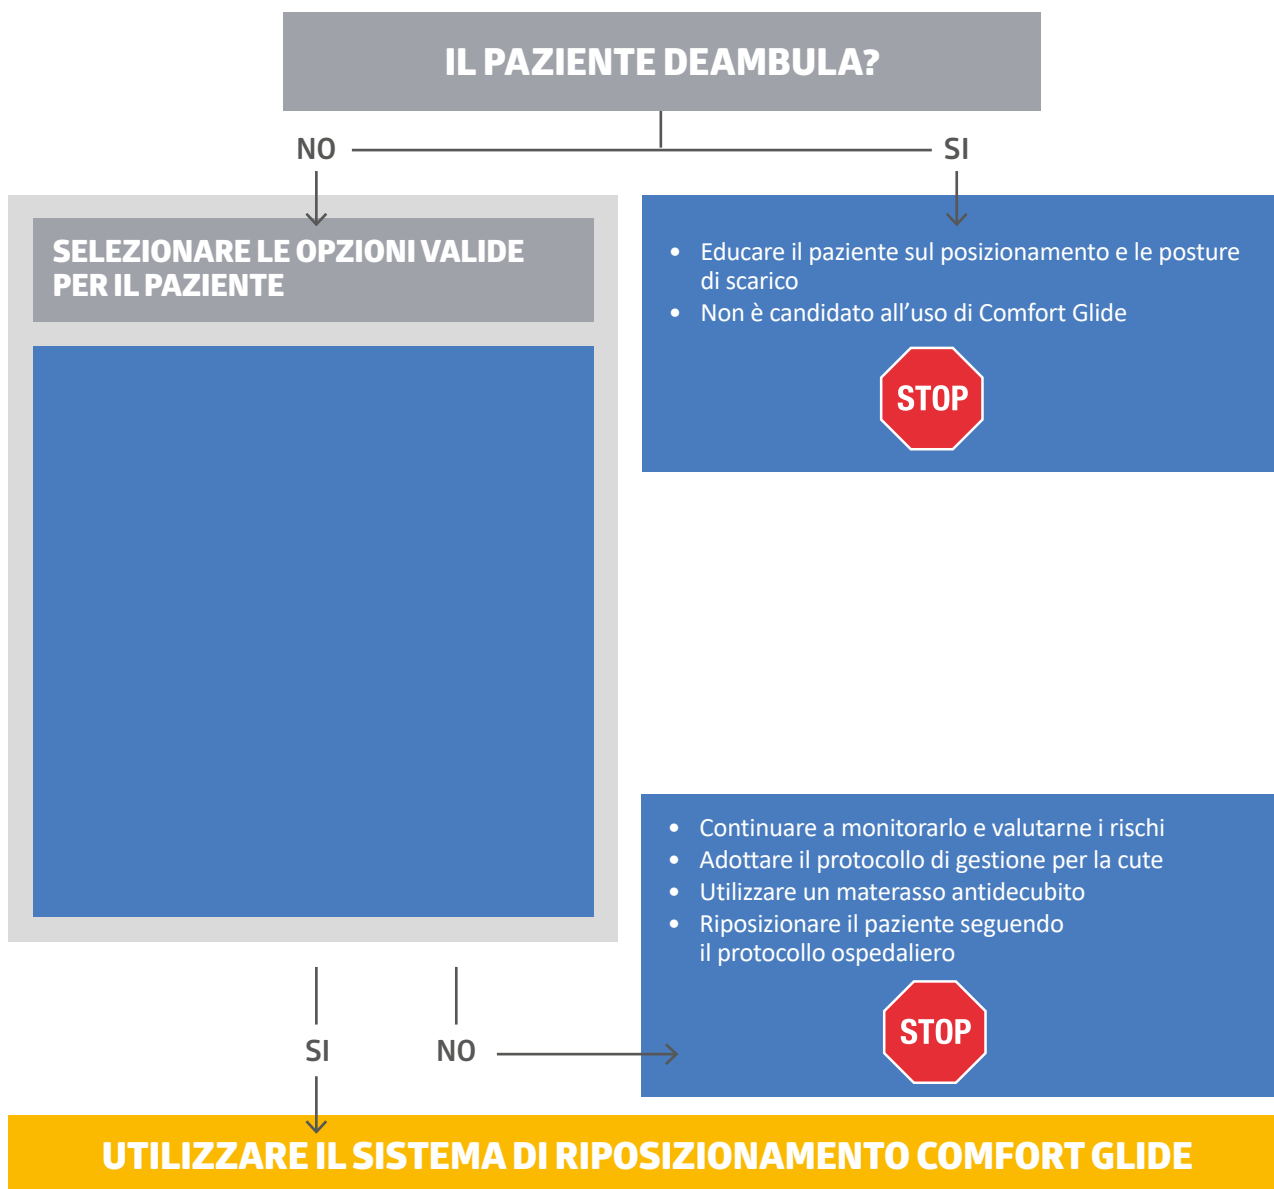 IL PAZIENTE DEAMBULA?
NO
SI
SELEZIONARE LE OPZIONI VALIDE
PER IL PAZIENTE
• Educare il paziente sul posizionamento e le posture
di scarico
• Non è candidato all'uso di Comfort Glide
STOP
• Continuare a monitorarlo e valutarne i rischi
• Adottare il protocollo di gestione per la cute
• Utilizzare un materasso antidecubito
• Riposizionare il paziente seguendo
il protocollo ospedaliero
STOP
SI
NO
UTILIZZARE IL SISTEMA DI RIPOSIZIONAMENTO COMFORT GLIDE